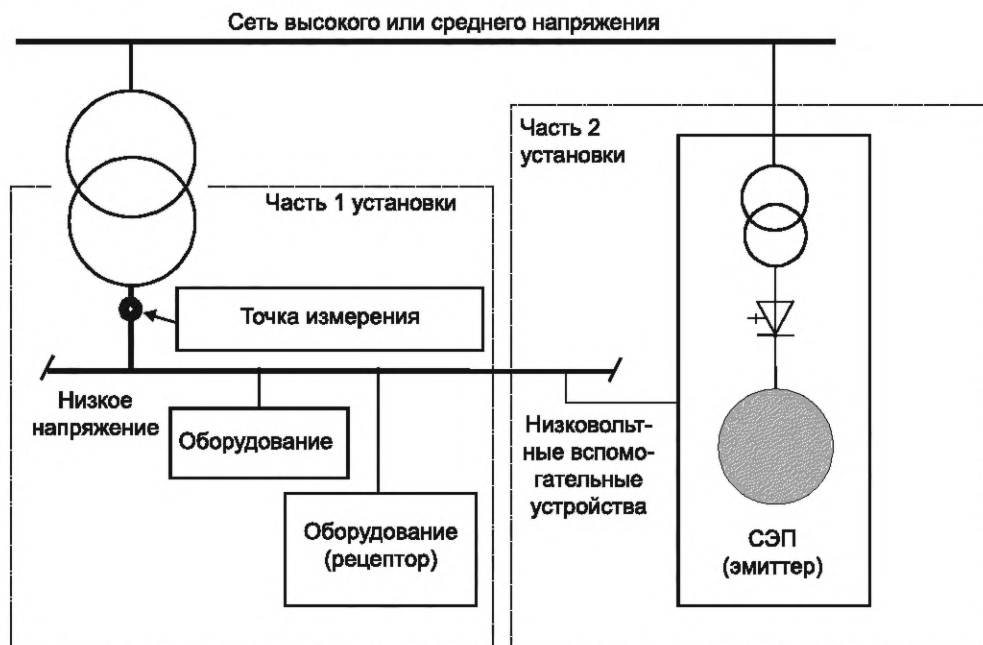 Сеть высокого или среднего напряжения
Часть 2
установки
Часть 1 установки
Точка измерения
Низкое
напряжение
Оборудование
Оборудование
(рецептор)
Низковольт-
ные вспомо-
гательные
устройства
СЭП
(эмиттер)